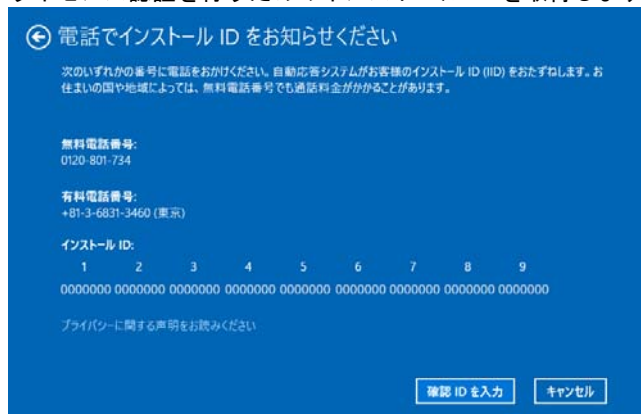 電話でインストール ID をお知らせください
次のいずれかの番号に電話をおかけください。自動応答システムがお客様のインストール ID (IID) をおたずねします。お
住まいの国や地域によっては、無料電話番号でも通話料金がかかることがあります。
無料電話番号:
0120-801-734
有料電話番号:
+81-3-6831-3460 (東京)
インストール ID:
1 2 3 4 5 6 7 8 9
0000000 0000000 0000000 0000000 0000000 0000000 0000000 0000000 0000000
プライバシーに関する声明をお読みください
確認 ID を入力 キャンセル